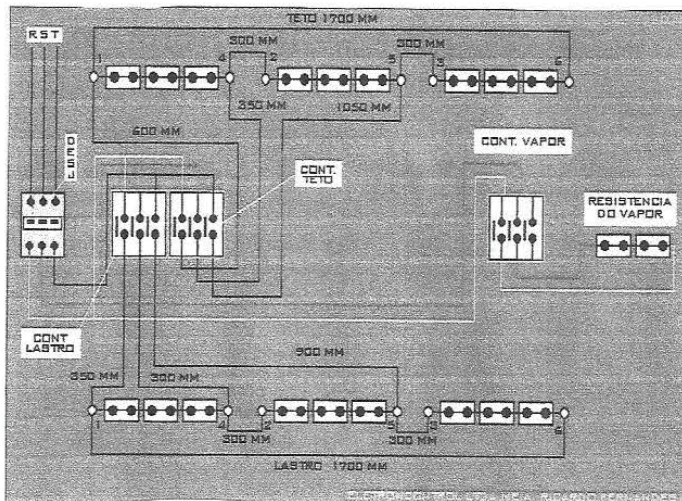 TETO 1700 MM
R S T
300 MM
300 MM
1 4 2 5 3 6
350 MM
1050 MM
600 MM
CONT. VAPOR
CONT.
TETO
RESISTENCIA
DO VAPOR
CONT
LASTRO
900 MM
350 MM
300 MM
1 4 2 5 3 6
300 MM
300 MM
LASTRO 1700 MM